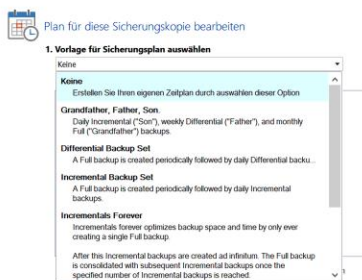 Plan für diese Sicherungskopie bearbeiten
1. Vorlage für Sicherungsplan auswählen
Keine
Keine
Erstellen Sie Ihren eigenen Zeitplan durch auswählen dieser Option
Grandfather, Father, Son.
Daily Incremental ("Son"), weekly Differential ("Father"), and monthly
Full ("Grandfather") backups.
Differential Backup Set
A Full backup is created periodically followed by daily Differential backu...
Incremental Backup Set
A Full backup is created periodically followed by daily Incremental
backups.
Incrementals Forever
Incrementals forever optimizes backup space and time by only ever
creating a single Full backup.
After this Incremental backups are created ad infinitum. The Full backup
is consolidated with subsequent Incremental backups once the
specified number of Incremental backups is reached.